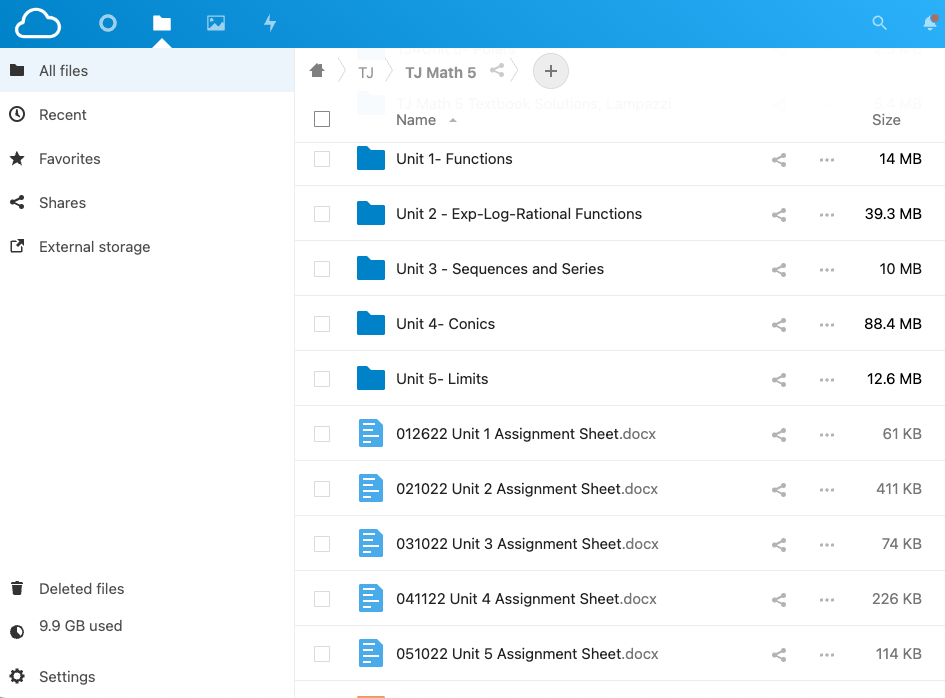 All files
Recent
Favorites
Shares
External storage
Deleted files
9.9 GB used
Settings
TJ
TJ Math 5
TJ Math 5 Textbook Solutions, Lampazzi
Name
Size
Unit 1- Functions
14 MB
Unit 2 - Exp-Log-Rational Functions
39.3 MB
Unit 3 - Sequences and Series
10 MB
Unit 4- Conics
88.4 MB
Unit 5- Limits
12.6 MB
012622 Unit 1 Assignment Sheet.docx
61 KB
021022 Unit 2 Assignment Sheet.docx
411 KB
031022 Unit 3 Assignment Sheet.docx
74 KB
041122 Unit 4 Assignment Sheet.docx
226 KB
051022 Unit 5 Assignment Sheet.docx
114 KB